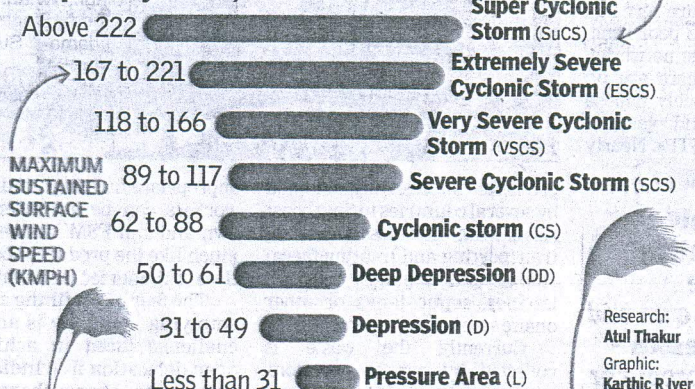 Super Cyclonic
Above 222
Storm (SuCS)
167 to 221
Extremely Severe
Cyclonic Storm (ESCS)
118 to 166
Very Severe Cyclonic
Storm (VSCS)
MAXIMUM
SUSTAINED
SURFACE
WIND
SPEED
(KMPH)
89 to 117
Severe Cyclonic Storm (SCS)
62 to 88
Cyclonic storm (CS)
50 to 61
Deep Depression (DD)
31 to 49
Depression (D)
Less than 31
Pressure Area (L)
Research:
Atul Thakur
Graphic:
Karthic R Iyer